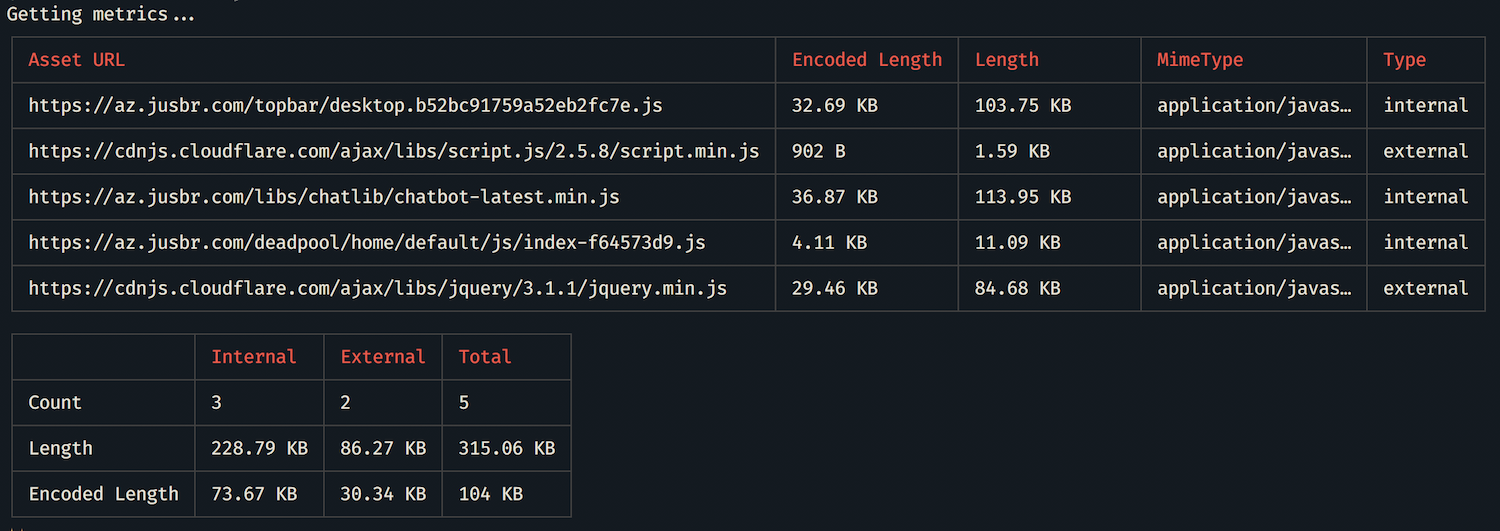 Getting metrics...
Asset URL Encoded Length Length MimeType Type
https://az.jusbr.com/topbar/desktop.b52bc91759a52eb2fc7e.js 32.69 KB 103.75 KB application/javas… internal
https://cdnjs.cloudflare.com/ajax/libs/script.js/2.5.8/script.min.js 902 B 1.59 KB application/javas… external
https://az.jusbr.com/libs/chatlib/chatbot-latest.min.js 36.87 KB 113.95 KB application/javas… internal
https://az.jusbr.com/deadpool/home/default/js/index-f64573d9.js 4.11 KB 11.09 KB application/javas… internal
https://cdnjs.cloudflare.com/ajax/libs/jquery/3.1.1/jquery.min.js 29.46 KB 84.68 KB application/javas… external
Internal External Total
Count 3 2 5
Length 228.79 KB 86.27 KB 315.06 KB
Encoded Length 73.67 KB 30.34 KB 104 KB